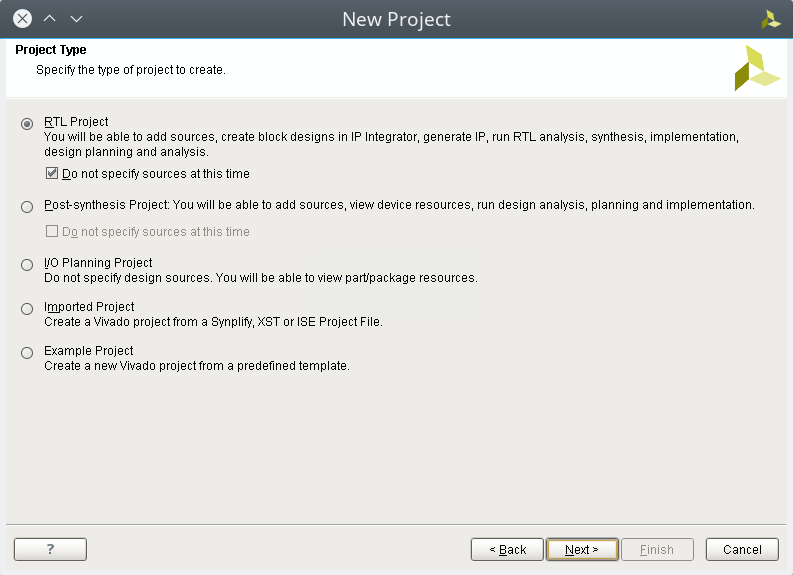 New Project
Project Type
Specify the type of project to create.
RTL Project
You will be able to add sources, create block designs in IP Integrator, generate IP, run RTL analysis, synthesis, implementation,
design planning and analysis.
Do not specify sources at this time
Post-synthesis Project: You will be able to add sources, view device resources, run design analysis, planning and implementation.
Do not specify sources at this time
I/O Planning Project
Do not specify design sources. You will be able to view part/package resources.
Imported Project
Create a Vivado project from a Synplify, XST or ISE Project File.
Example Project
Create a new Vivado project from a predefined template.
? < Back Next > Finish Cancel